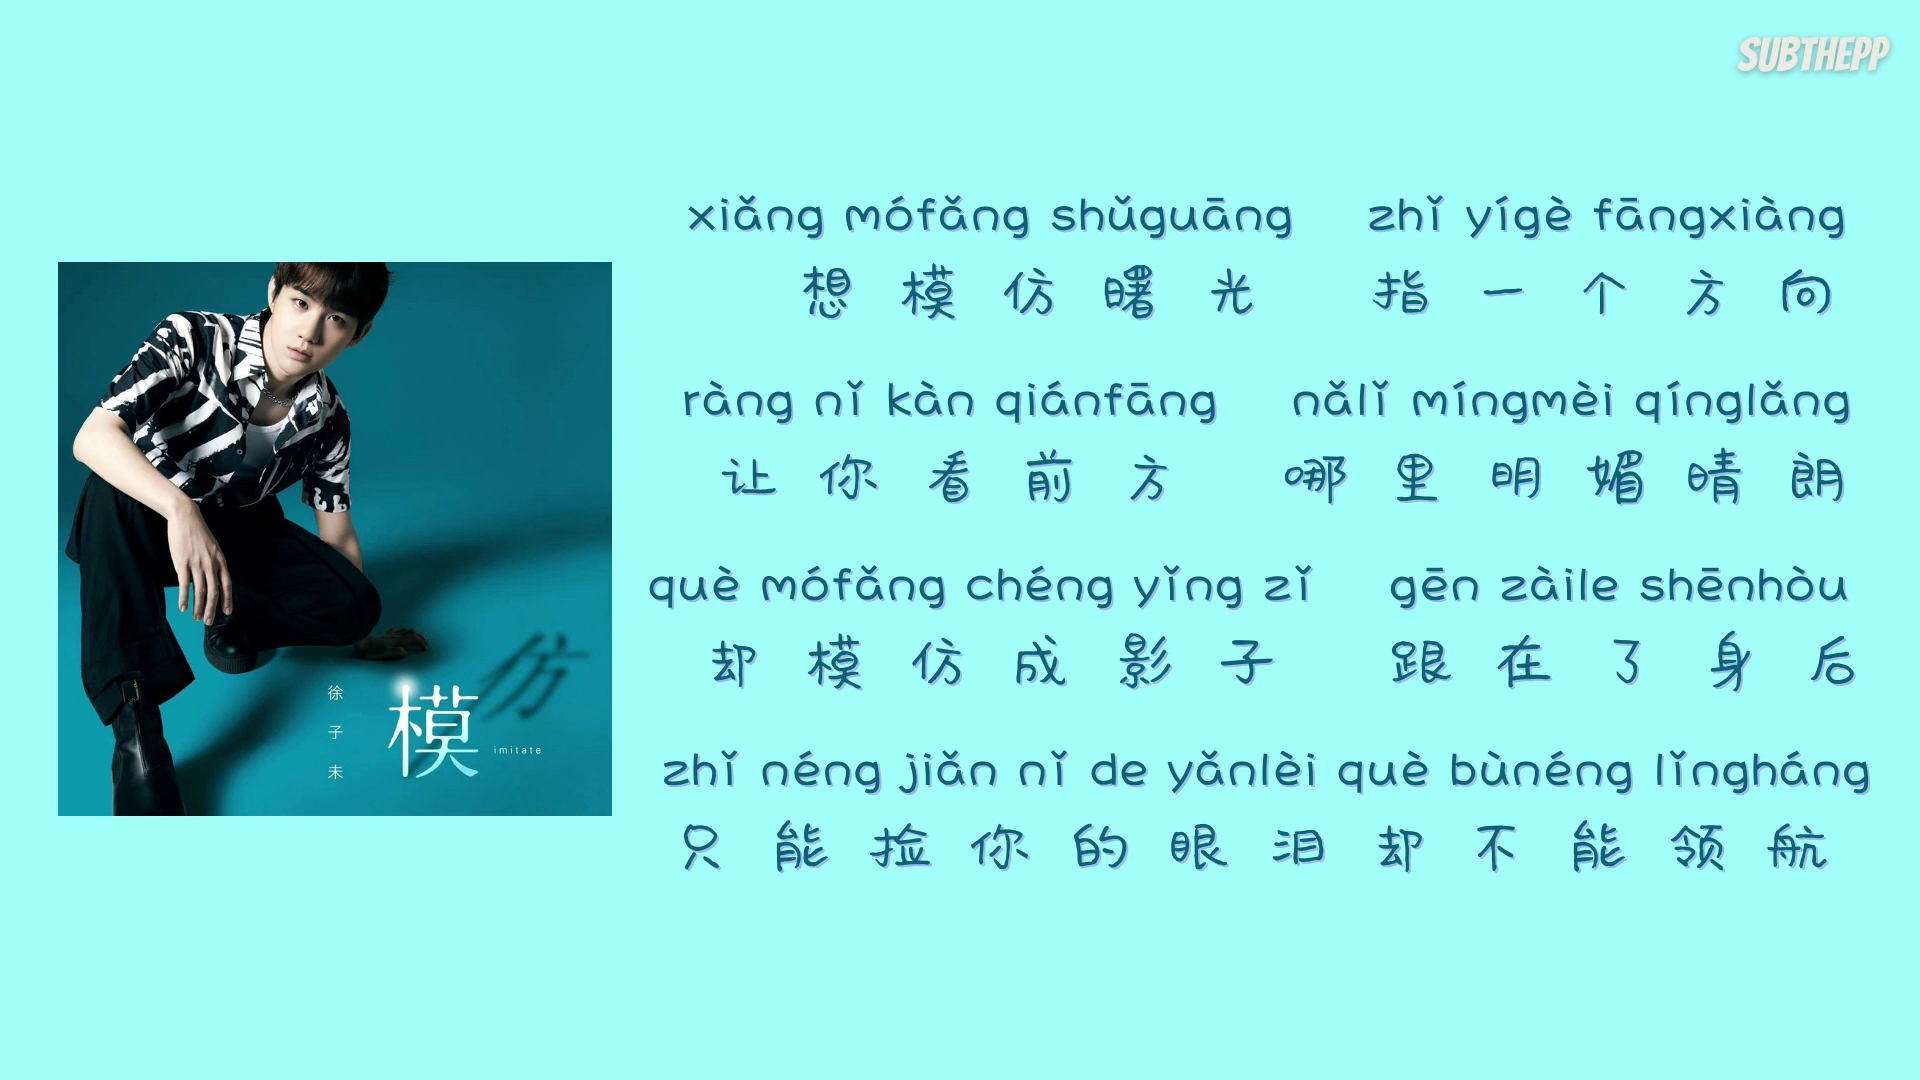 SUBTHEPP
xiǎng mófǎng shǔguāng zhǐ yígè fāngxiàng
想模仿曙光 指一个方向
ràng nǐ kàn qiánfāng nǎlǐ míngmèi qínglǎng
让你看前方 哪里明媚晴朗
què mófǎng chéng yǐng zǐ gēn zàile shēnhòu
却模仿成影子 跟在了身后
zhǐ néng jiǎn nǐ de yǎnlèi què bùnéng lǐngháng
只能捡你的眼泪却不能领航
徐子未
模仿
imitate